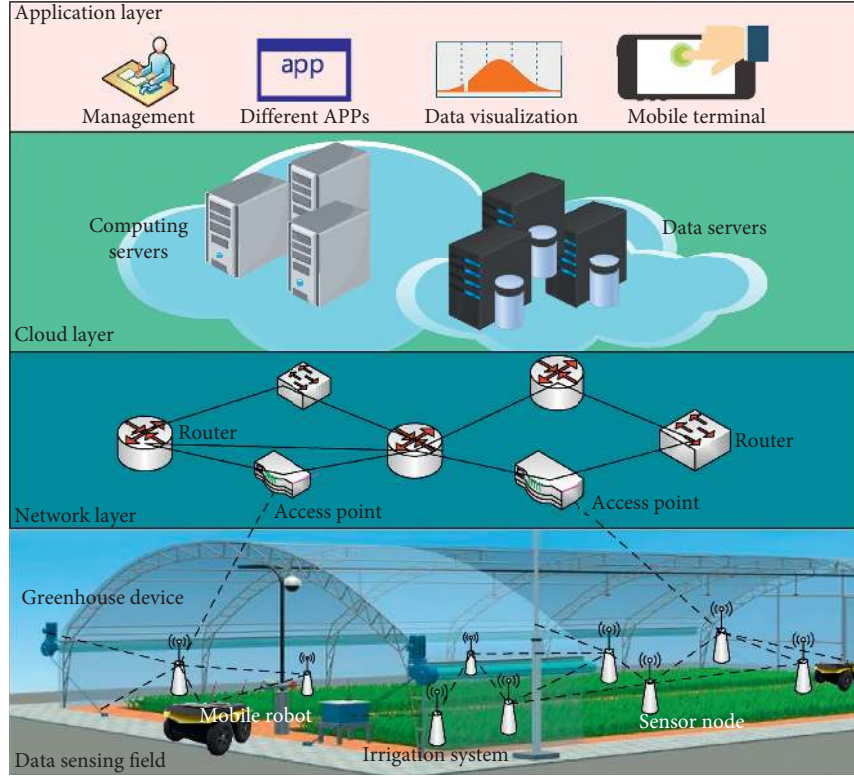 Application layer
app
Management
Different APPs
Data visualization
Mobile terminal
Computing
servers
Data servers
Cloud layer
Router
Router
Access point
Access point
Network layer
Greenhouse device
Mobile robot
Sensor node
Irrigation system
Data sensing field